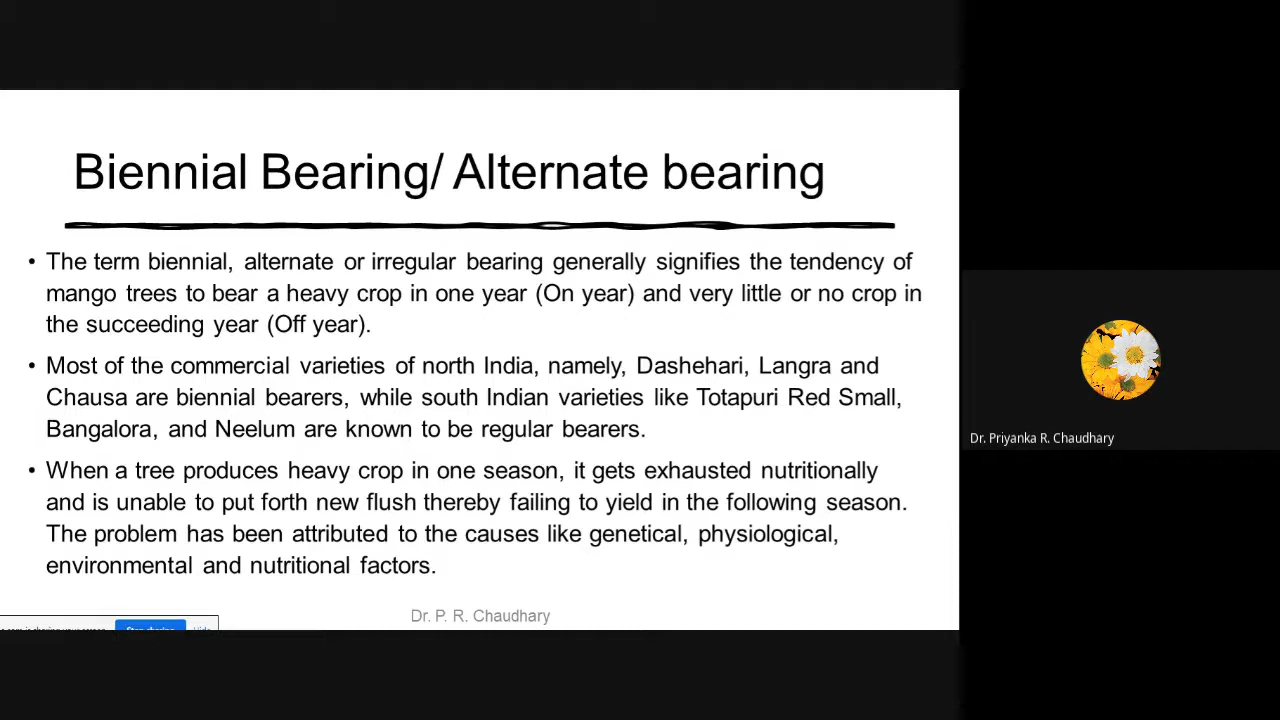 Biennial Bearing/ Alternate bearing
• The term biennial, alternate or irregular bearing generally signifies the tendency of
mango trees to bear a heavy crop in one year (On year) and very little or no crop in
the succeeding year (Off year).
• Most of the commercial varieties of north India, namely, Dashehari, Langra and
Chausa are biennial bearers, while south Indian varieties like Totapuri Red Small,
Bangalora, and Neelum are known to be regular bearers.
• When a tree produces heavy crop in one season, it gets exhausted nutritionally
and is unable to put forth new flush thereby failing to yield in the following season.
The problem has been attributed to the causes like genetical, physiological,
environmental and nutritional factors.
Dr. P. R. Chaudhary
Dr. Priyanka R. Chaudhary